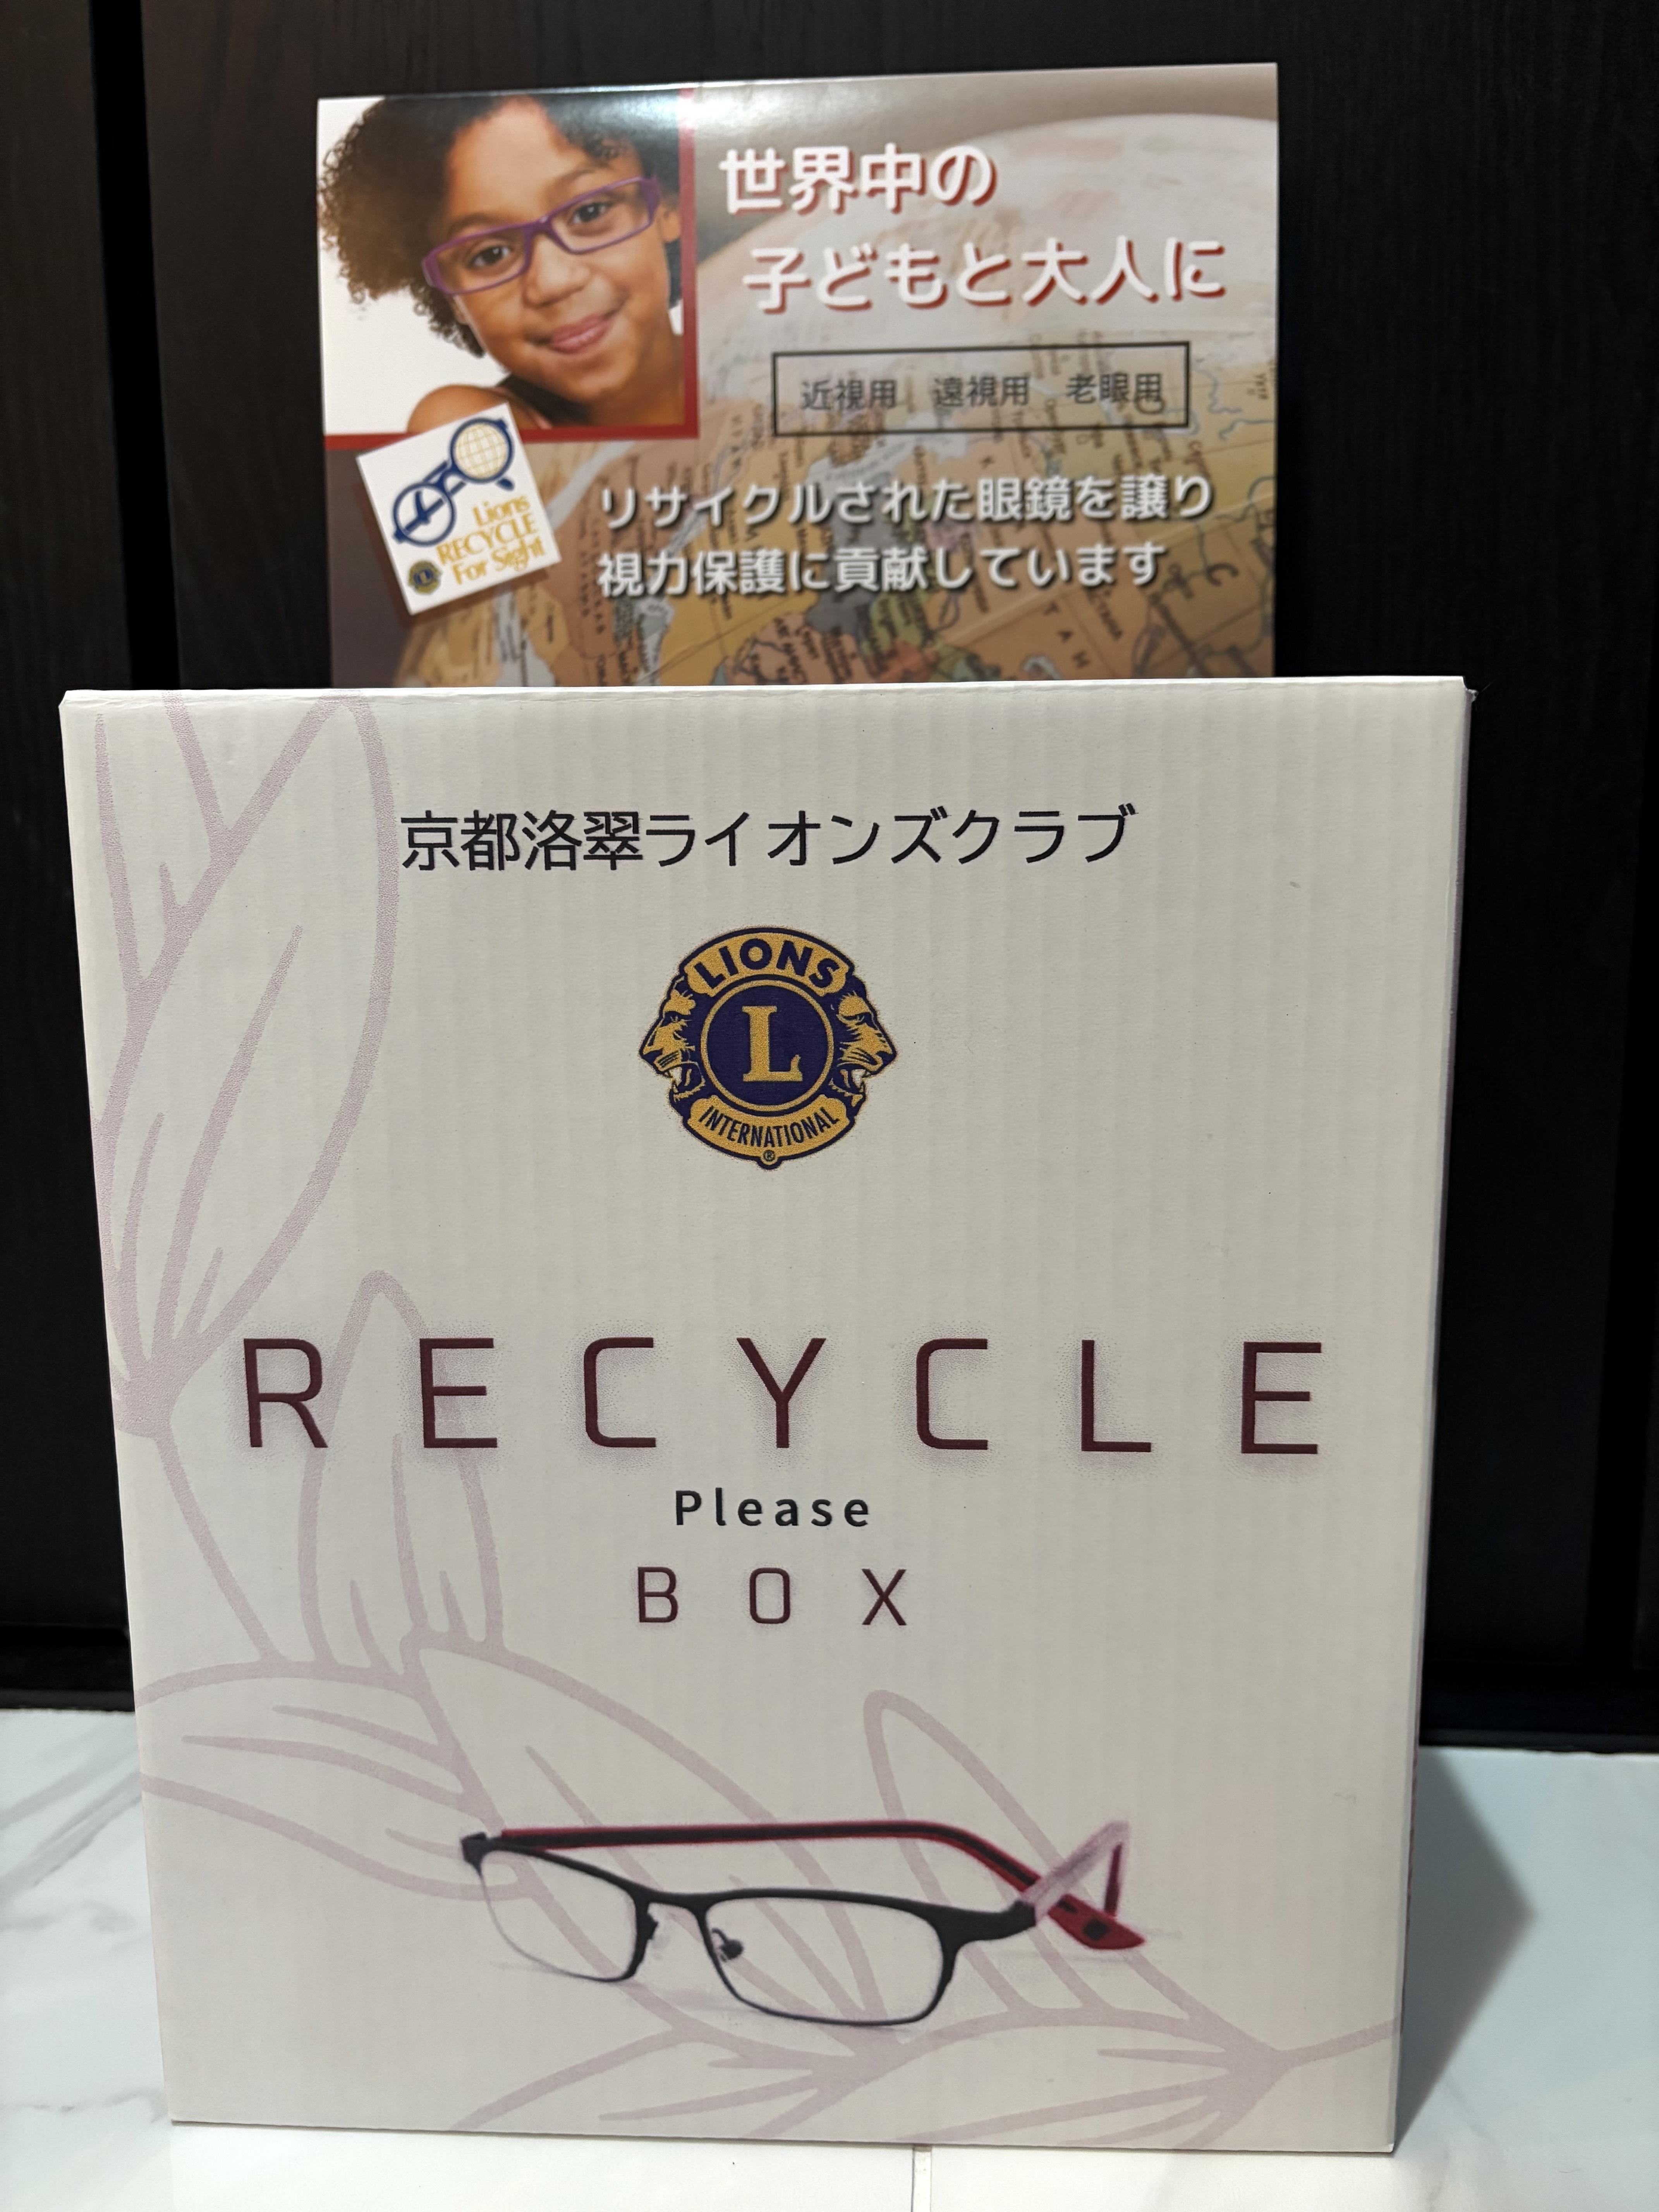 世界中の
子どもと大人に
近視用 遠視用 老眼用
Lions
RECYCLE
For Sight
リサイクルされた眼鏡を譲り
視力保護に貢献しています
京都洛翠ライオンズクラブ
LIONS
L
INTERNATIONAL
®
RECYCLE
Please
BOX